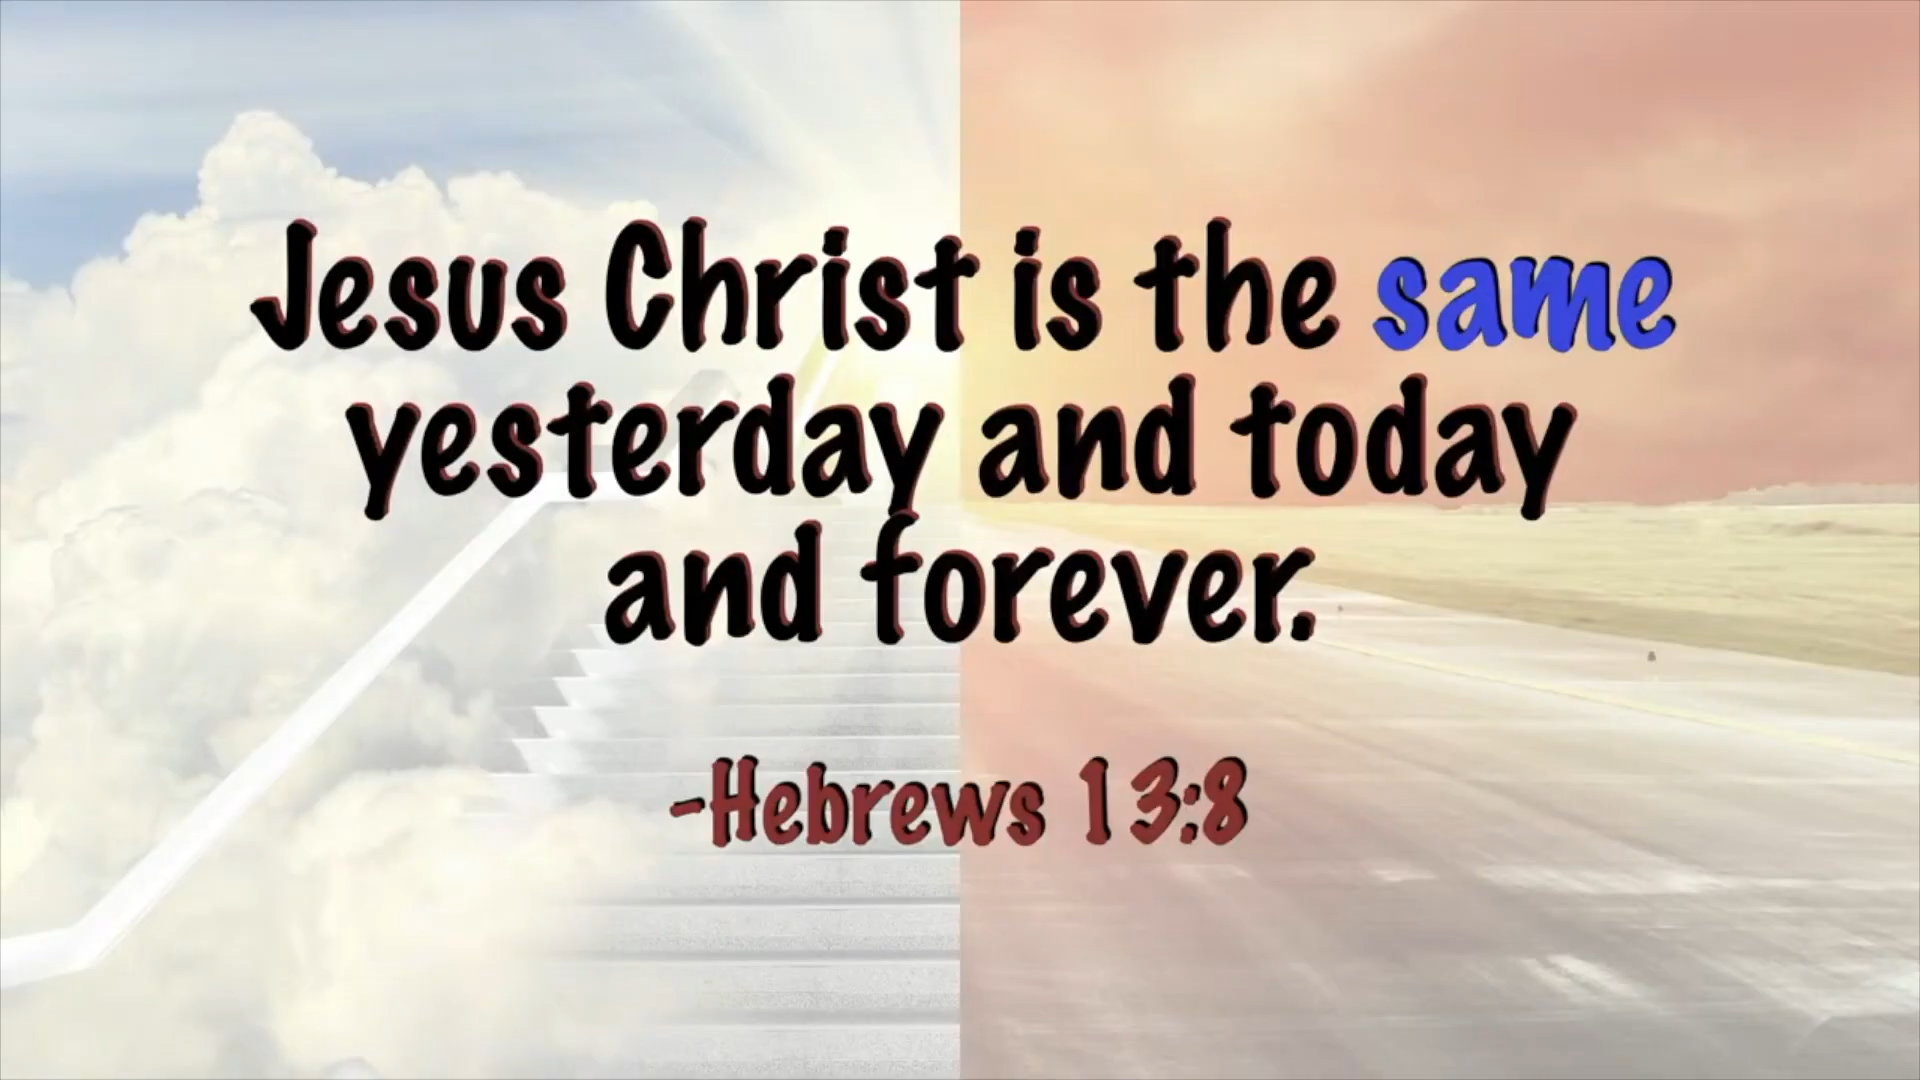 Jesus Christ is the same
yesterday and today
and forever.
-Hebrews 13:8